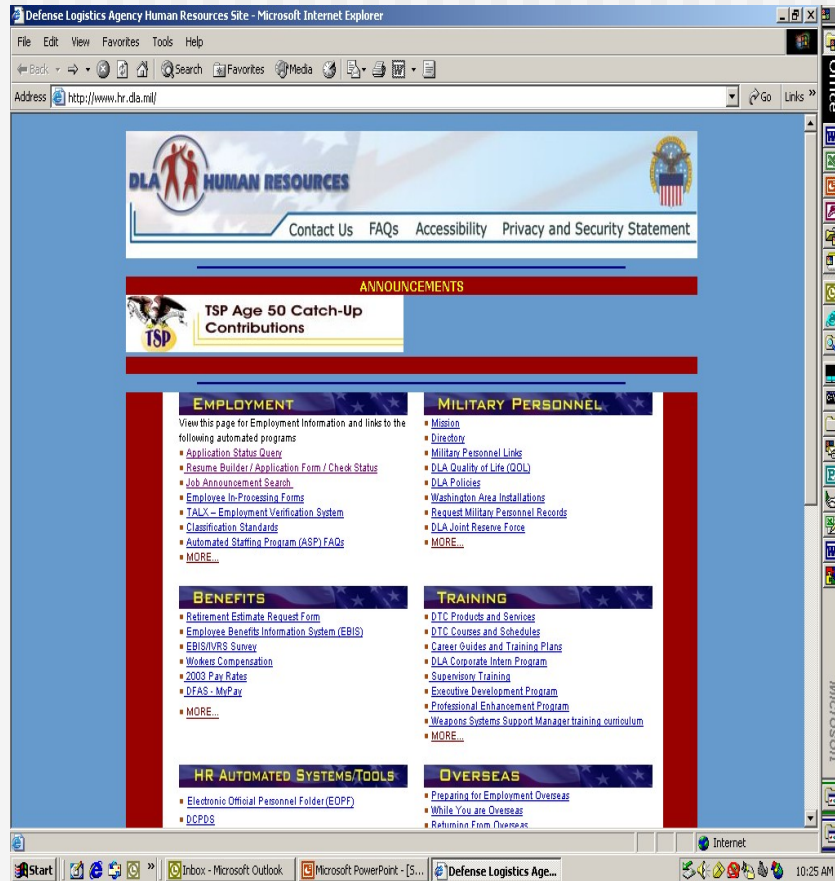 Defense Logistics Agency Human Resources Site - Microsoft Internet Explorer
File Edit View Favorites Tools Help
Back Search Favorites Media
Address http://www.hr.dla.mil/ Go Links »
Office
DLA HUMAN RESOURCES
Contact Us FAQs Accessibility Privacy and Security Statement
ANNOUNCEMENTS
TSP
TSP Age 50 Catch-Up
Contributions
EMPLOYMENT
View this page for Employment Information and links to the
following automated programs
Application Status Query
Resume Builder / Application Form / Check Status
Job Announcement Search
Employee In-Processing Forms
TALX – Employment Verification System
Classification Standards
Automated Staffing Program (ASP) FAQs
MORE...
MILITARY PERSONNEL
Mission
Directory
Military Personnel Links
DLA Quality of Life (QOL)
DLA Policies
Washington Area Installations
Request Military Personnel Records
DLA Joint Reserve Force
MORE...
BENEFITS
Retirement Estimate Request Form
Employee Benefits Information System (EBIS)
EBIS/IVRS Survey
Workers Compensation
2003 Pay Rates
DFAS - MyPay
MORE...
TRAINING
DTC Products and Services
DTC Courses and Schedules
Career Guides and Training Plans
DLA Corporate Intern Program
Supervisory Training
Executive Development Program
Professional Enhancement Program
Weapons Systems Support Manager training curriculum
MORE...
HR AUTOMATED SYSTEMS/TOOLS
Electronic Official Personnel Folder (EOPF)
DCPDS
OVERSEAS
Preparing for Employment Overseas
While You are Overseas
Returning From Overseas
Internet
Start » Inbox - Microsoft Outlook Microsoft PowerPoint - [S... Defense Logistics Age... 10:25 AM